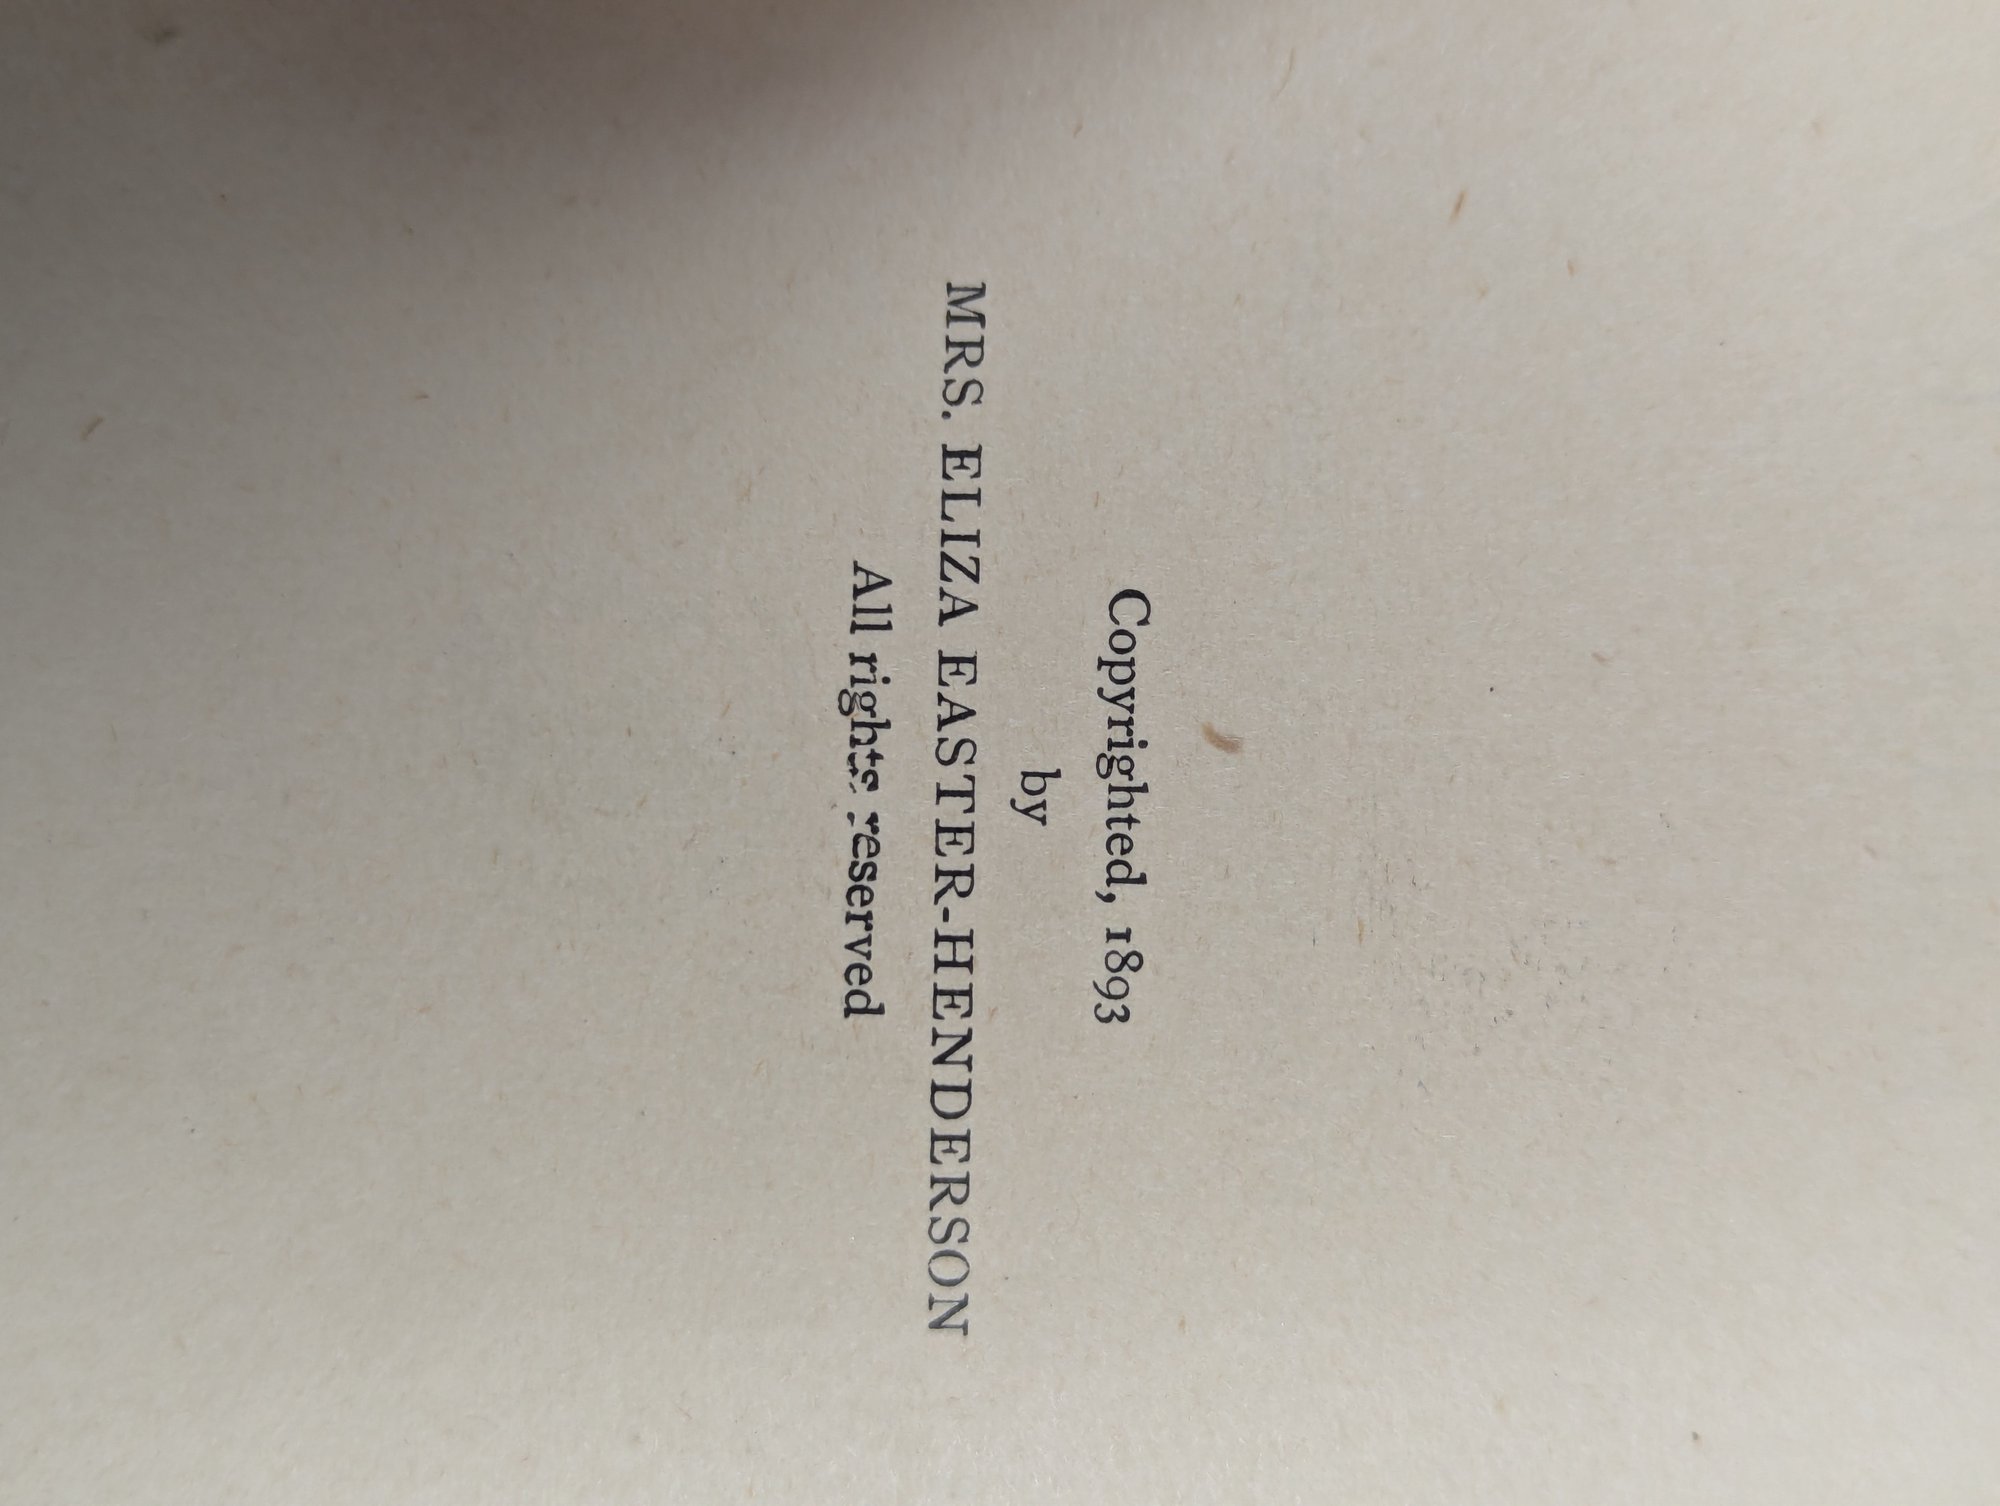 Copyrighted, 1893
by
MRS. ELIZA EASTER-HENDERSON
All rights reserved